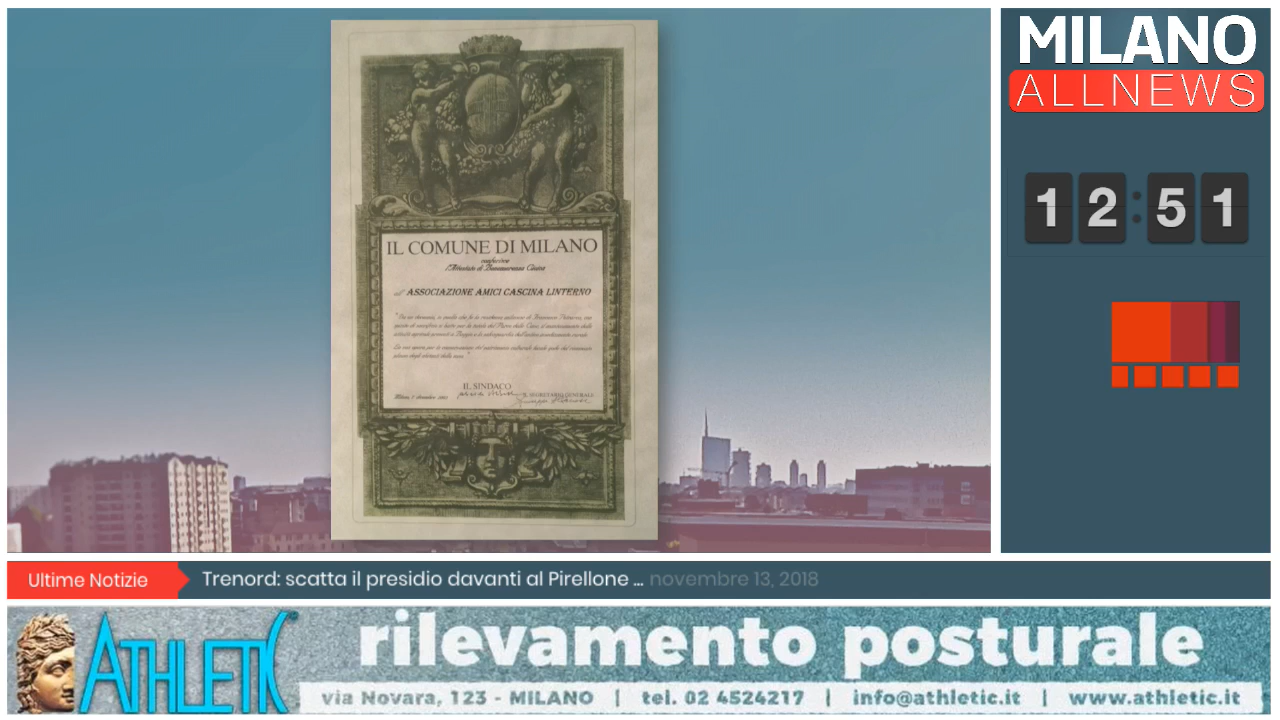 MILANO
ALLNEWS
12:51
IL COMUNE DI MILANO
conferisce
l'Attestato di Benemerenza Civica
all' ASSOCIAZIONE AMICI CASCINA LINTERNO
IL SINDACO
IL SEGRETARIO GENERALE
Ultime Notizie
Trenord: scatta il presidio davanti al Pirellone ... novembre 13, 2018
ATHLETIC
rilevamento posturale
via Novara, 123 - MILANO | tel. 02 4524217 | info@athletic.it | www.athletic.it